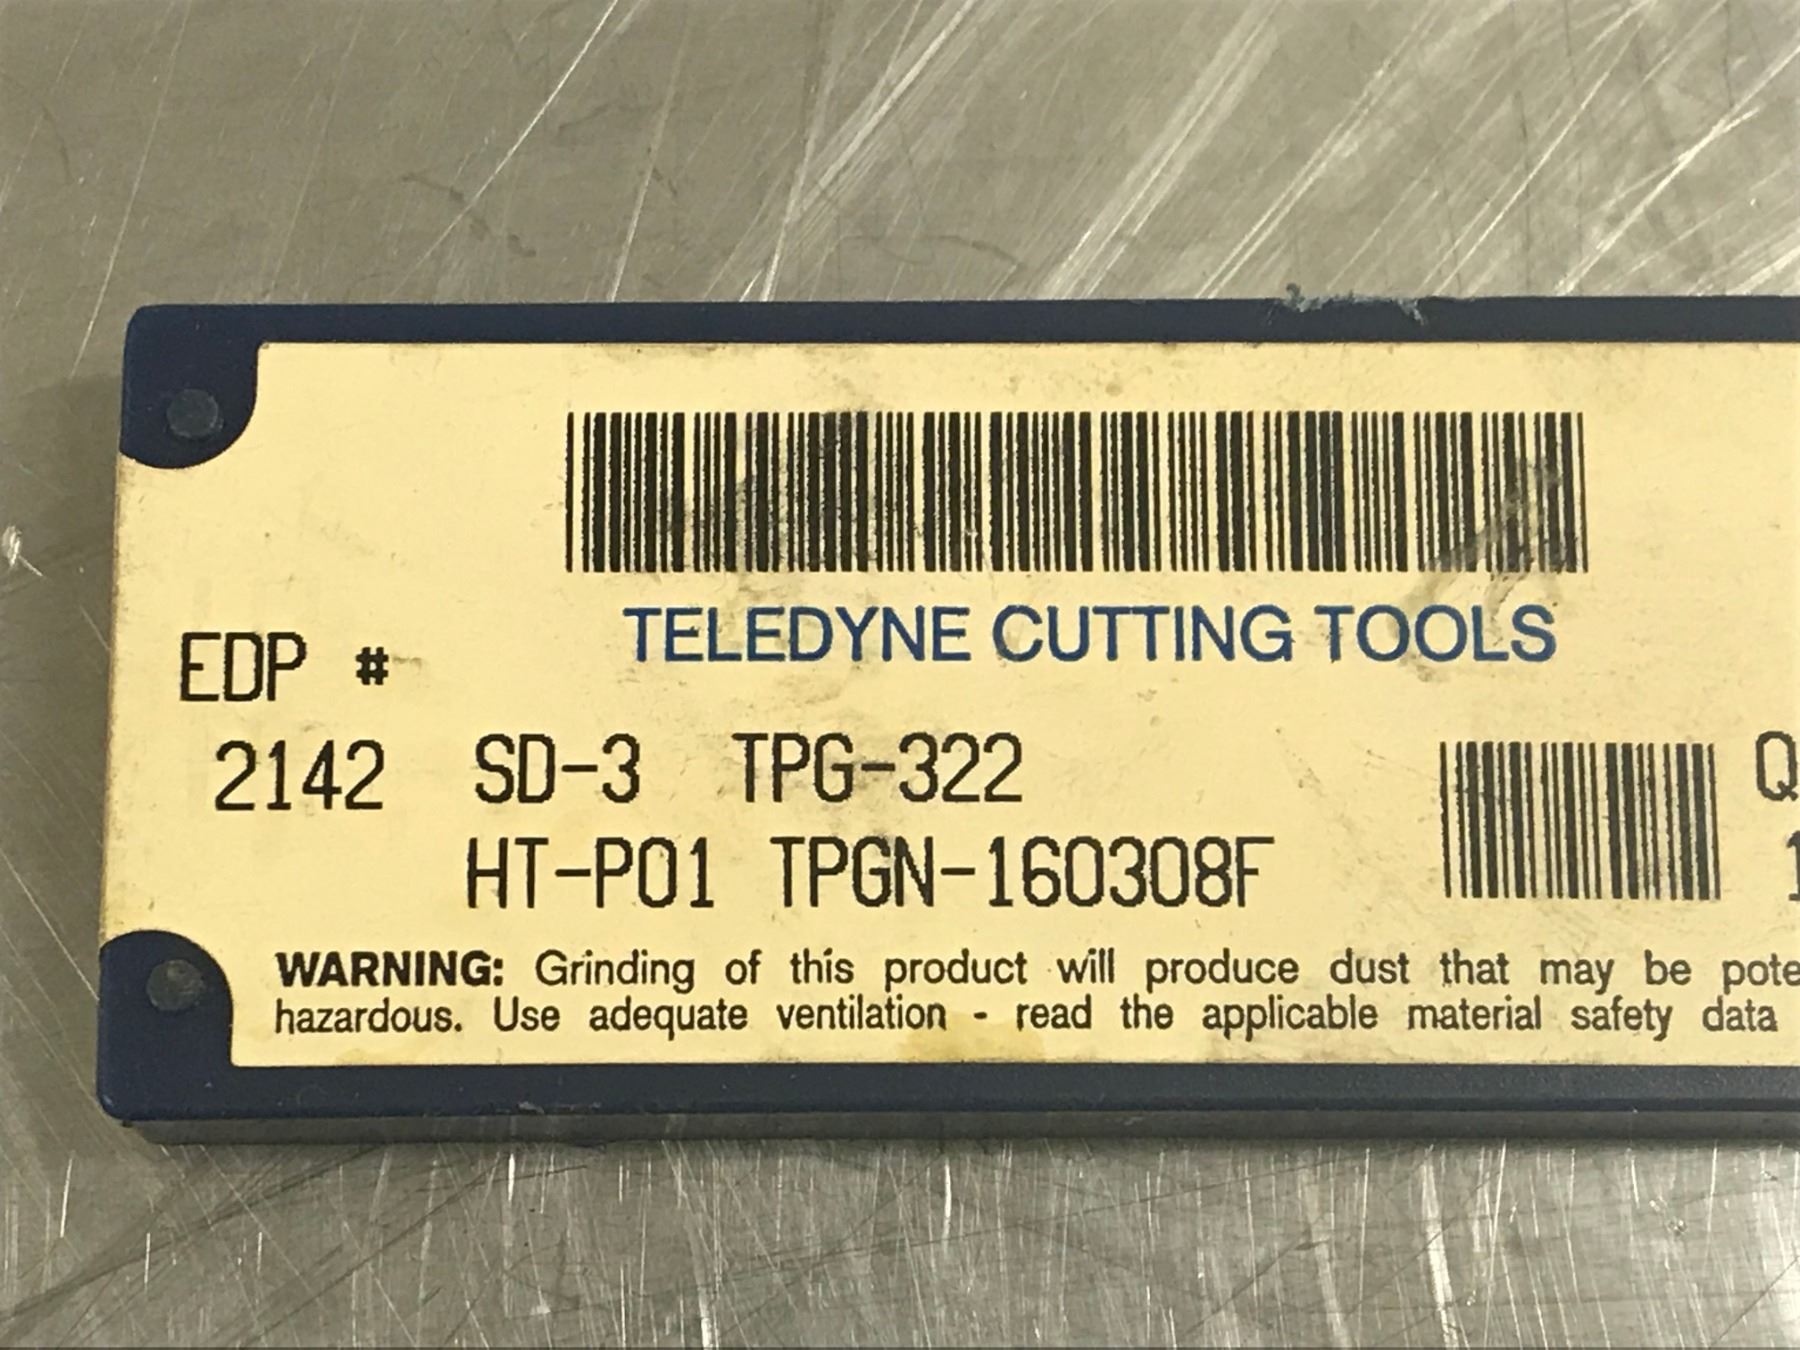 TELEDYNE CUTTING TOOLS
EDP #
2142 SD-3 TPG-322
HT-P01 TPGN-160308F
WARNING: Grinding of this product will produce dust that may be
hazardous. Use adequate ventilation - read the applicable material safety data